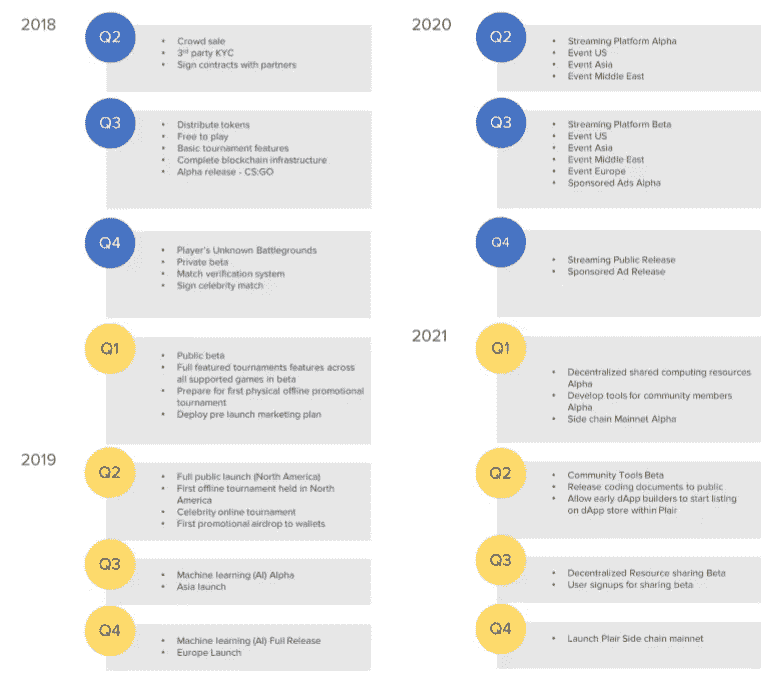 2018
Q2
• Crowd sale
• 3rd party KYC
• Sign contracts with partners
Q3
• Distribute tokens
• Free to play
• Basic tournament features
• Complete blockchain infrastructure
• Alpha release - CS:GO
Q4
• Player's Unknown Battlegrounds
• Private beta
• Match verification system
• Sign celebrity match
Q1
• Public beta
• Full featured tournaments features across
all supported games in beta
• Prepare for first physical offline promotional
tournament
• Deploy pre launch marketing plan
2019
Q2
• Full public launch (North America)
• First offline tournament held in North
America
• Celebrity online tournament
• First promotional airdrop to wallets
Q3
• Machine learning (AI) Alpha
• Asia launch
Q4
• Machine learning (AI) Full Release
• Europe Launch
2020
Q2
• Streaming Platform Alpha
• Event US
• Event Asia
• Event Middle East
Q3
• Streaming Platform Beta
• Event US
• Event Asia
• Event Middle East
• Event Europe
• Sponsored Ads Alpha
Q4
• Streaming Public Release
• Sponsored Ad Release
2021
Q1
• Decentralized shared computing resources
Alpha
• Develop tools for community members
Alpha
• Side chain Mainnet Alpha
Q2
• Community Tools Beta
• Release coding documents to public
• Allow early dApp builders to start listing
on dApp store within Plair
Q3
• Decentralized Resource sharing Beta
• User signups for sharing beta
Q4
• Launch Plair Side chain mainnet